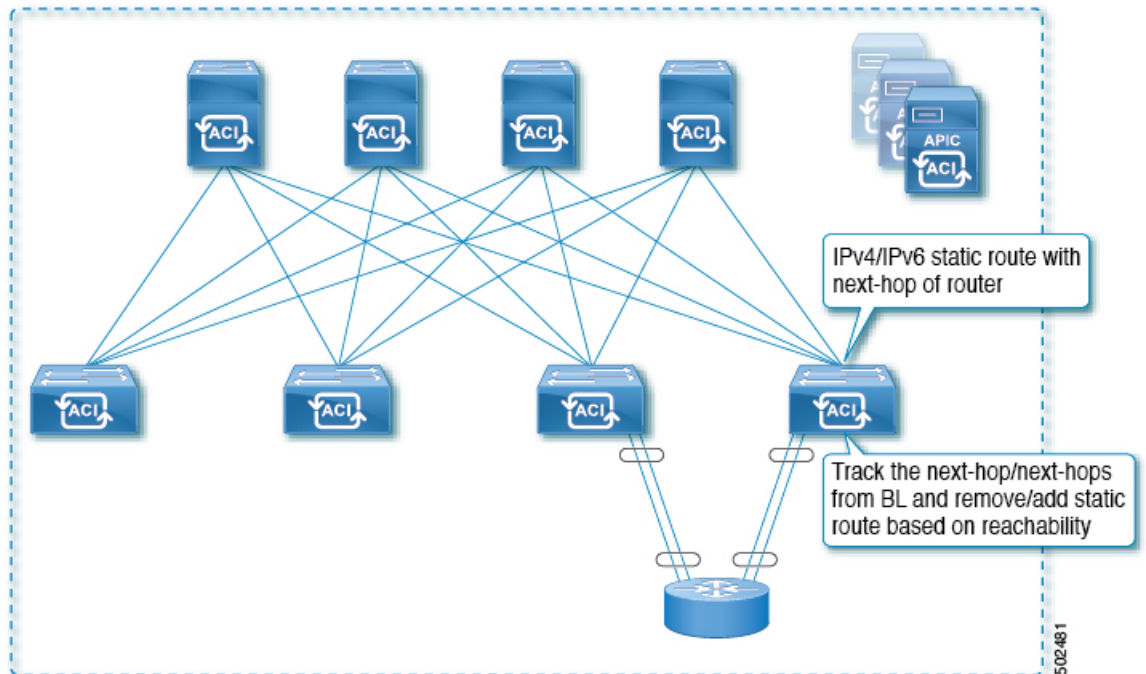 ACI
ACI
ACI
ACI
APIC
ACI
IPv4/IPv6 static route with
next-hop of router
ACI
ACI
ACI
ACI
Track the next-hop/next-hops
from BL and remove/add static
route based on reachability
502481